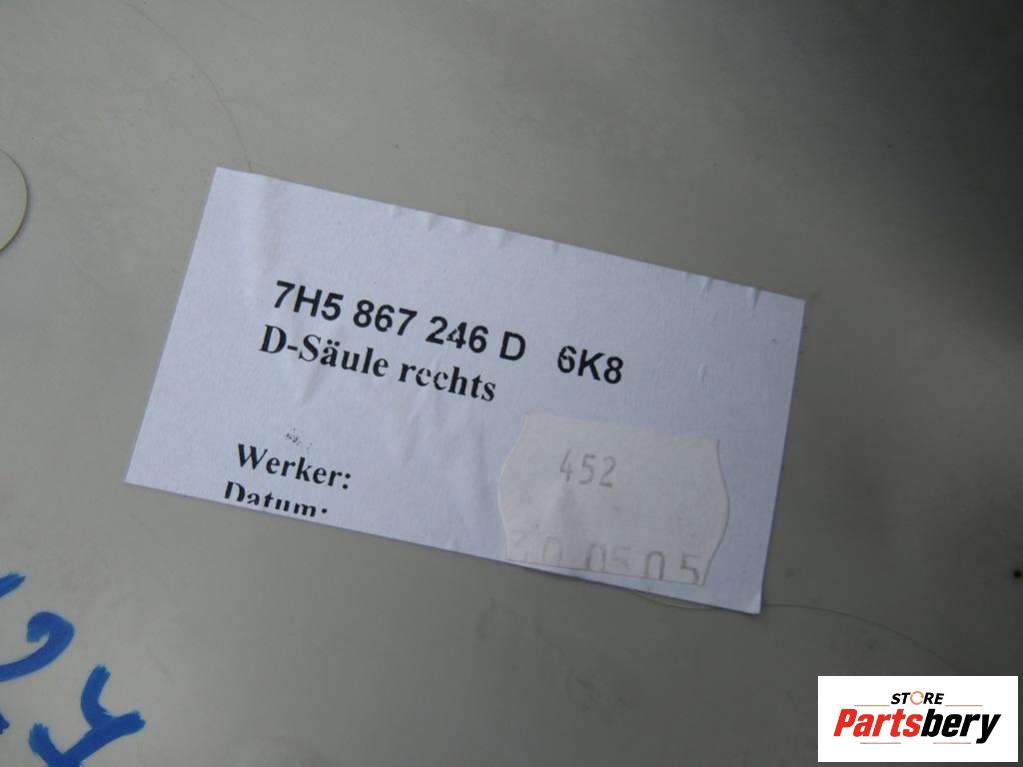 7H5 867 246 D 6K8
D-Säule rechts
Werker:
Datum:
452
30.05.05
STORE
Partsbery